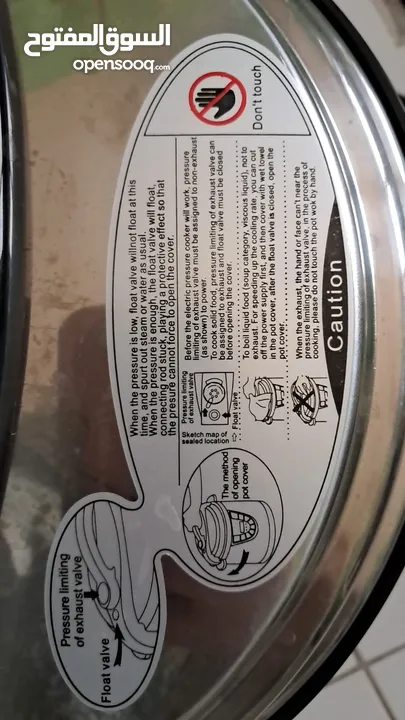 السوق المفتوح
opensooq.com
Don't touch
When the pressure is low, float valve willnot float at this
time, and spirt out steam or water as usual.
When the pressure is enough, the float valve will float,
connecting rod stuck, playing a protective effect so that
the presure cannot force to open the cover.
Before the electric pressure cooker will work, pressure
limiting of exhaust valve must be assigned to non-exhaust
(as shown) to power.
To cook solid food, pressure limiting of exhaust valve can
be assigned to exhaust and float valve must be closed
before opening the cover.
To boil liquid food (soup category, viscous liquid), not to
exhaust. For speeding up the cooling rate, you can cut
off the power supply first, and then cover with wet towel
in the pot cover, after the float valve is closed, open the
pot cover.
When the exhaust, the hand or face can't near the
pressure limiting of exhaust valve, in the process of
cooking, please do not touch the pot wok by hand.
Caution
Pressure limiting
of exhaust valve
Float valve
Sketch map of
sealed location
The method
of opening
pot cover
Pressure limiting
of exhaust valve
Float valve